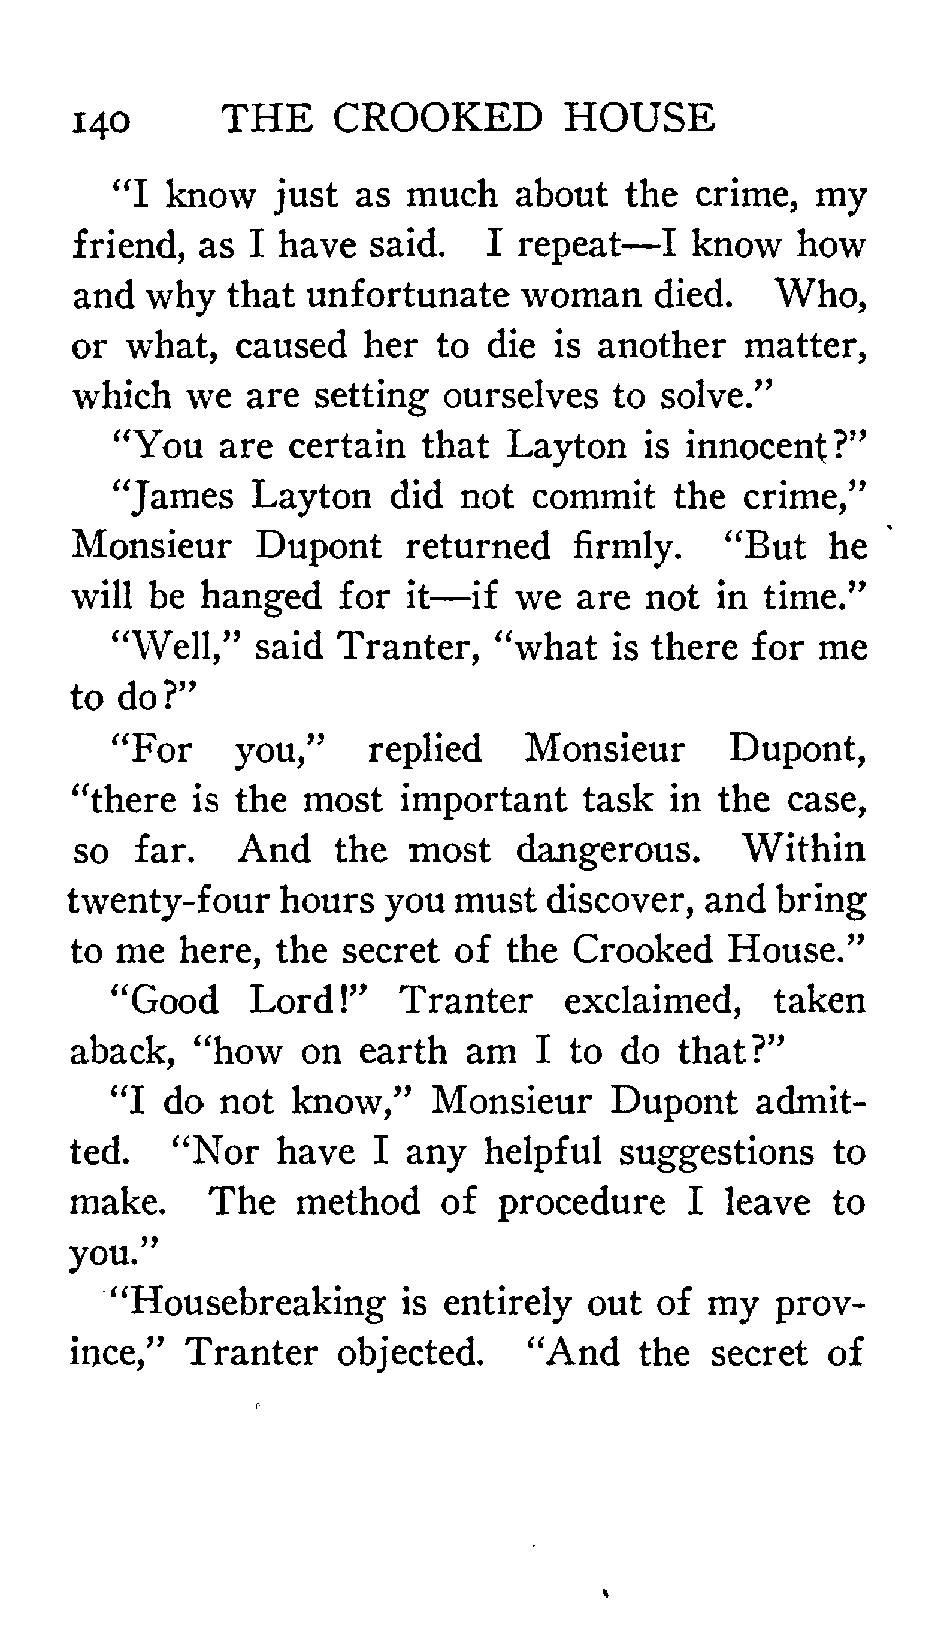 140 THE CROOKED HOUSE
"I know just as much about the crime, my
friend, as I have said. I repeat—I know how
and why that unfortunate woman died. Who,
or what, caused her to die is another matter,
which we are setting ourselves to solve."
"You are certain that Layton is innocent?"
"James Layton did not commit the crime,"
Monsieur Dupont returned firmly. "But he
will be hanged for it—if we are not in time."
"Well," said Tranter, "what is there for me
to do?"
"For you," replied Monsieur Dupont,
"there is the most important task in the case,
so far. And the most dangerous. Within
twenty-four hours you must discover, and bring
to me here, the secret of the Crooked House."
"Good Lord!" Tranter exclaimed, taken
aback, "how on earth am I to do that?"
"I do not know," Monsieur Dupont admit-
ted. "Nor have I any helpful suggestions to
make. The method of procedure I leave to
you."
"Housebreaking is entirely out of my prov-
ince," Tranter objected. "And the secret of